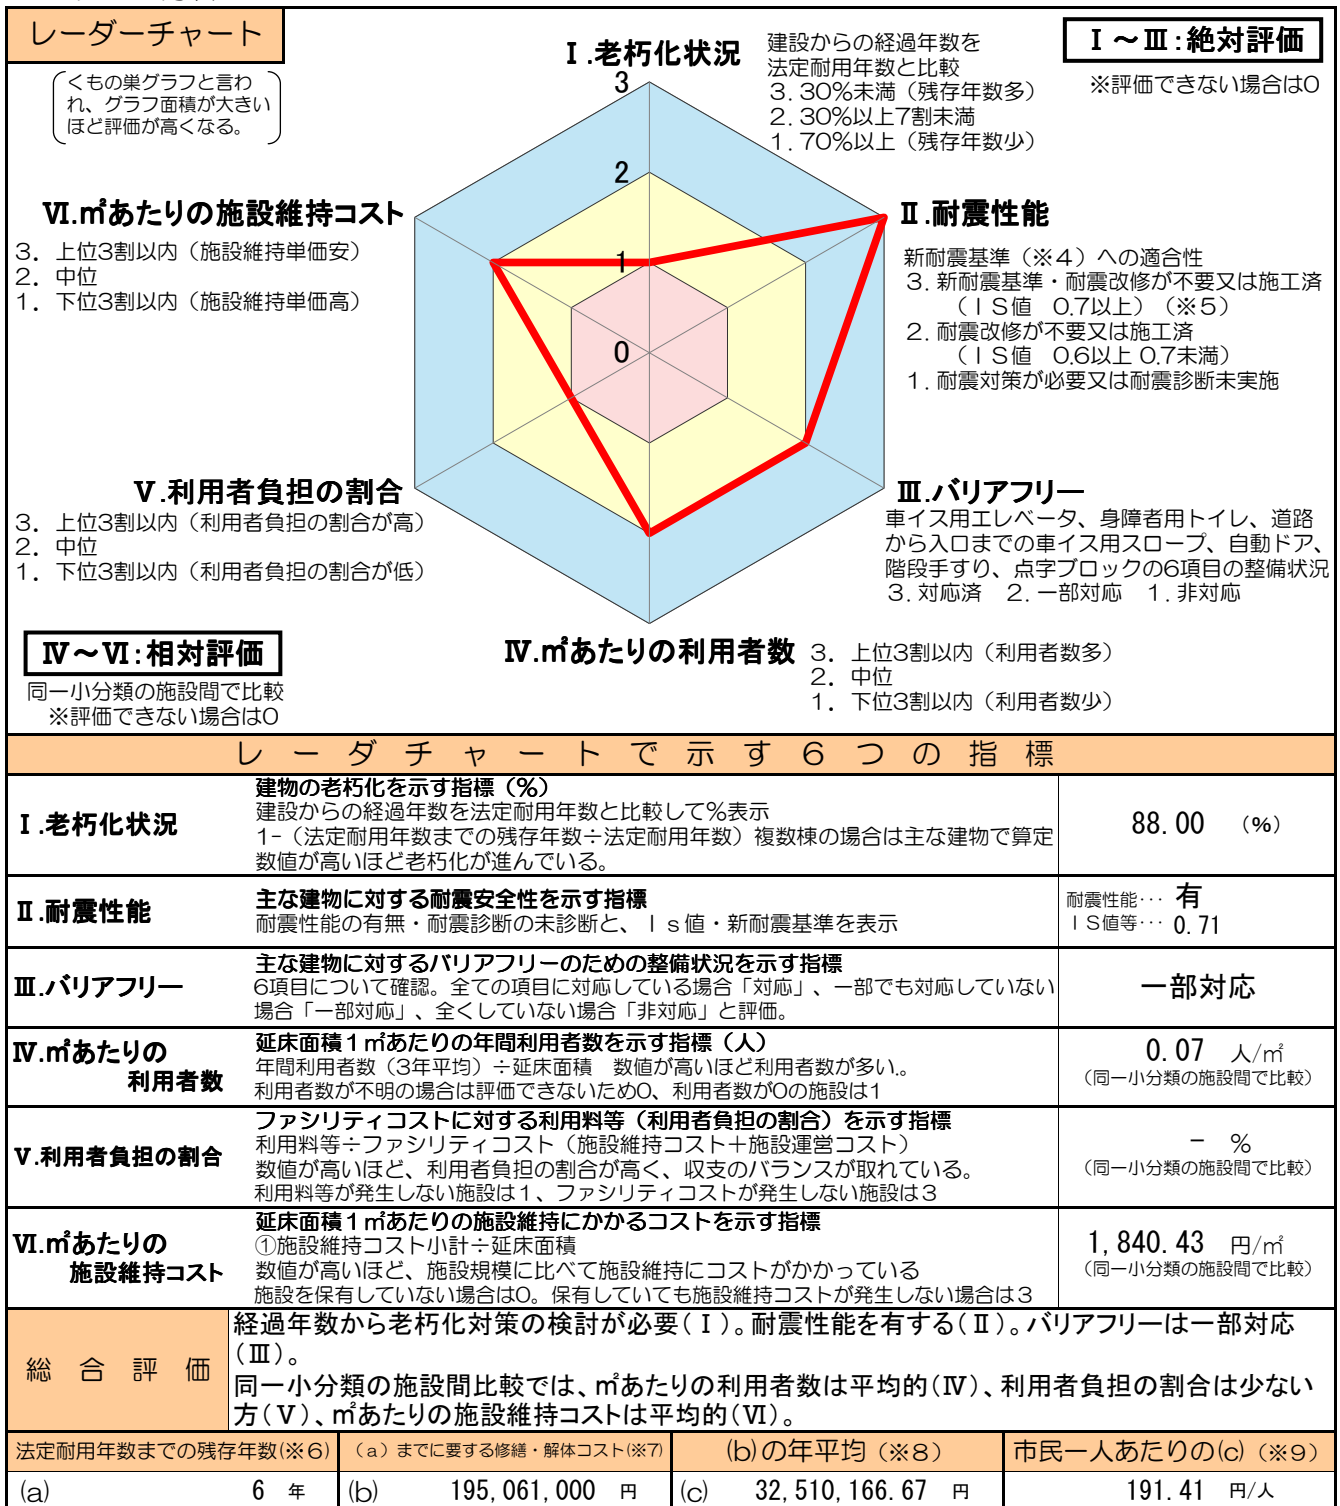 レーダーチャート
くもの巣グラフと言わ
れ、グラフ面積が大きい
ほど評価が高くなる。
Ⅰ.老朽化状況
建設からの経過年数を
法定耐用年数と比較
3.30%未満（残存年数多）
2.30%以上7割未満
1.70%以上（残存年数少）
Ⅰ～Ⅲ:絶対評価
※評価できない場合は0
3
2
1
0
Ⅵ.㎡あたりの施設維持コスト
3. 上位3割以内（施設維持単価安）
2. 中位
1. 下位3割以内（施設維持単価高）
Ⅱ.耐震性能
新耐震基準（※4）への適合性
3.新耐震基準・耐震改修が不要又は施工済
（ＩＳ値 0.7以上）（※5）
2.耐震改修が不要又は施工済
（ＩＳ値 0.6以上 0.7未満）
1.耐震対策が必要又は耐震診断未実施
Ⅴ.利用者負担の割合
3. 上位3割以内（利用者負担の割合が高）
2. 中位
1. 下位3割以内（利用者負担の割合が低）
Ⅲ.バリアフリー
車イス用エレベータ、身障者用トイレ、道路
から入口までの車イス用スロープ、自動ドア、
階段手すり、点字ブロックの6項目の整備状況
3.対応済 2.一部対応 1.非対応
Ⅳ～Ⅵ:相対評価
同一小分類の施設間で比較
※評価できない場合は0
Ⅳ.㎡あたりの利用者数
3. 上位3割以内（利用者数多）
2. 中位
1. 下位3割以内（利用者数少）
レーダチャートで示す6つの指標
Ⅰ.老朽化状況
建物の老朽化を示す指標（%）
建設からの経過年数を法定耐用年数と比較して%表示
1-（法定耐用年数までの残存年数÷法定耐用年数）複数棟の場合は主な建物で算定
数値が高いほど老朽化が進んでいる。
88.00 （%）
Ⅱ.耐震性能
主な建物に対する耐震安全性を示す指標
耐震性能の有無・耐震診断の未診断と、Ｉｓ値・新耐震基準を表示
耐震性能… 有
ＩＳ値等… 0.71
Ⅲ.バリアフリー
主な建物に対するバリアフリーのための整備状況を示す指標
6項目について確認。全ての項目に対応している場合「対応」、一部でも対応していない
場合「一部対応」、全くしていない場合「非対応」と評価。
一部対応
Ⅳ.㎡あたりの
利用者数
延床面積１㎡あたりの年間利用者数を示す指標（人）
年間利用者数（3年平均）÷延床面積 数値が高いほど利用者数が多い。
利用者数が不明の場合は評価できないため0、利用者数が0の施設は1
0.07 人/㎡
（同一小分類の施設間で比較）
Ⅴ.利用者負担の割合
ファシリティコストに対する利用料等（利用者負担の割合）を示す指標
利用料等÷ファシリティコスト（施設維持コスト＋施設運営コスト）
数値が高いほど、利用者負担の割合が高く、収支のバランスが取れている。
利用料等が発生しない施設は１、ファシリティコストが発生しない施設は３
- %
（同一小分類の施設間で比較）
Ⅵ.㎡あたりの
施設維持コスト
延床面積１㎡あたりの施設維持にかかるコストを示す指標
①施設維持コスト小計÷延床面積
数値が高いほど、施設規模に比べて施設維持にコストがかかっている
施設を保有していない場合は0。保有していても施設維持コストが発生しない場合は３
1,840.43 円/㎡
（同一小分類の施設間で比較）
総合評価
経過年数から老朽化対策の検討が必要(Ⅰ)。耐震性能を有する(Ⅱ)。バリアフリーは一部対応
(Ⅲ)。
同一小分類の施設間比較では、㎡あたりの利用者数は平均的(Ⅳ)、利用者負担の割合は少ない
方(Ⅴ)、㎡あたりの施設維持コストは平均的(Ⅵ)。
法定耐用年数までの残存年数(※6)
（a）までに要する修繕・解体コスト(※7)
(b)の年平均（※8）
市民一人あたりの(c)（※9）
(a) 6 年
(b) 195,061,000 円
(c) 32,510,166.67 円
191.41 円/人